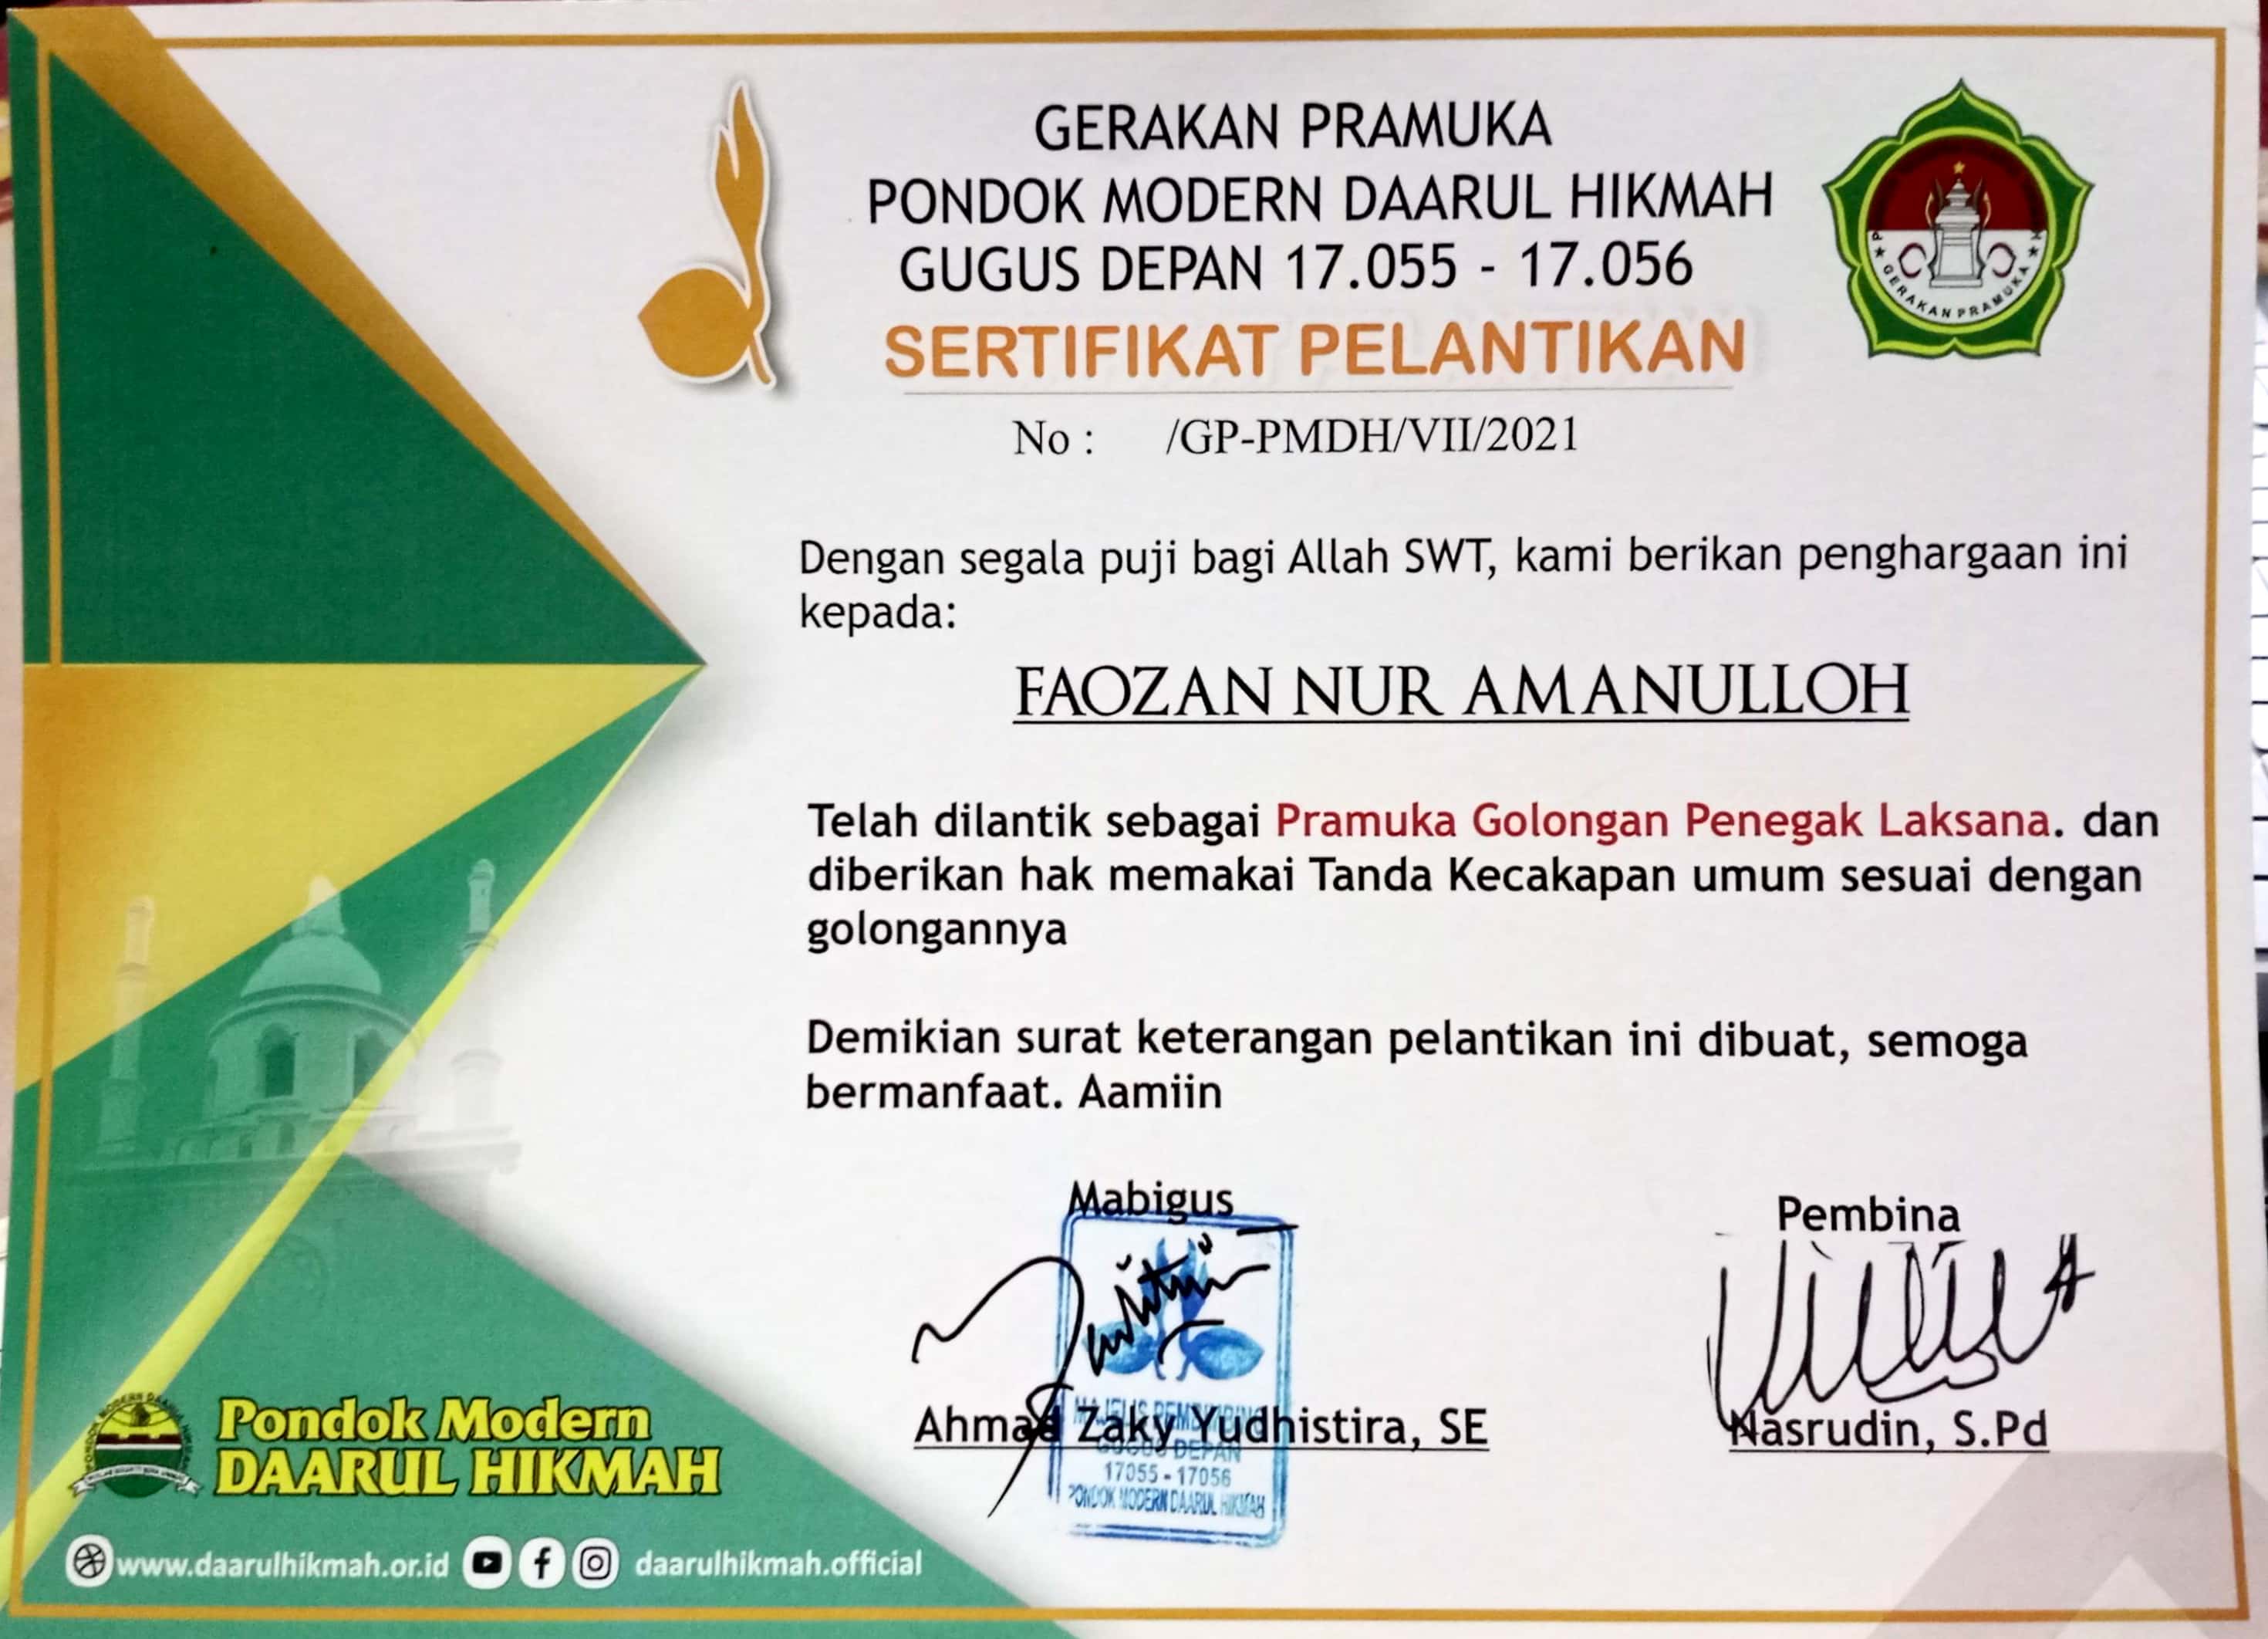 GERAKAN PRAMUKA
PONDOK MODERN DAARUL HIKMAH
GUGUS DEPAN 17.055 - 17.056
SERTIFIKAT PELANTIKAN
No : /GP-PMDH/VII/2021
GERAKAN PRAMUKA
Dengan segala puji bagi Allah SWT, kami berikan penghargaan ini
kepada:
FAOZAN NUR AMANULLOH
Telah dilantik sebagai Pramuka Golongan Penegak Laksana. dan
diberikan hak memakai Tanda Kecakapan umum sesuai dengan
golongannya
Demikian surat keterangan pelantikan ini dibuat, semoga
bermanfaat. Aamiin
Mabigus
Pembina
Ahmad Zaky Yudhistira, SE
Nasrudin, S.Pd
MAJELIS PEMBIMBING
GUGUS DEPAN
17055 - 17056
PONDOK MODERN DAARUL HIKMAH
Pondok Modern
DAARUL HIKMAH
www.daarulhikmah.or.id
daarulhikmah.official